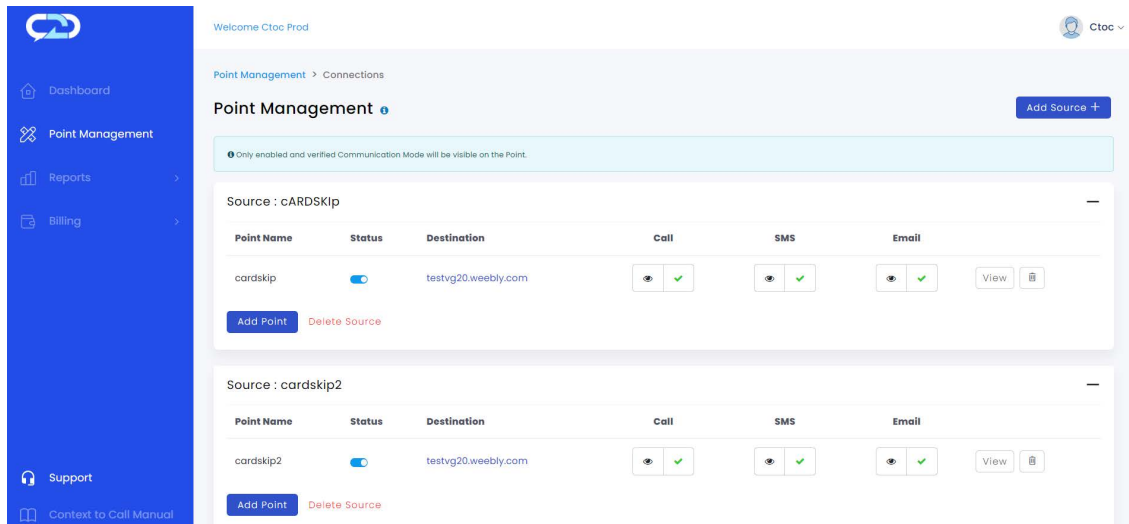 Welcome Ctoc Prod
Ctoc
Dashboard
Point Management
Reports
Billing
Support
Context to Call Manual
Point Management > Connections
Point Management
Add Source +
Only enabled and verified Communication Mode will be visible on the Point.
Source : cARDSKIp
Point Name Status Destination Call SMS Email
cardskip testvg20.weebly.com View
Add Point Delete Source
Source : cardskip2
Point Name Status Destination Call SMS Email
cardskip2 testvg20.weebly.com View
Add Point Delete Source